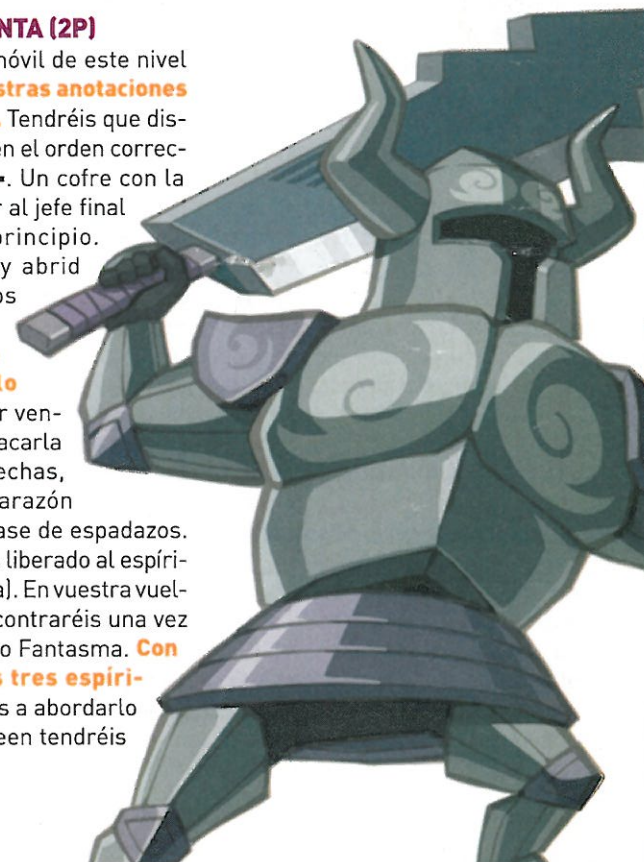 NTA (2P)
móvil de este nivel
stras anotaciones
. Tendréis que dis-
en el orden correc-
. Un cofre con la
r al jefe final
principio.
y abrid
os
lo
r ven-
acarla
echas,
arazón
ase de espadazos.
liberado al espíri-
a). En vuestra vuel-
contraréis una vez
o Fantasma. Con
s tres espíri-
s a abordarlo
een tendréis